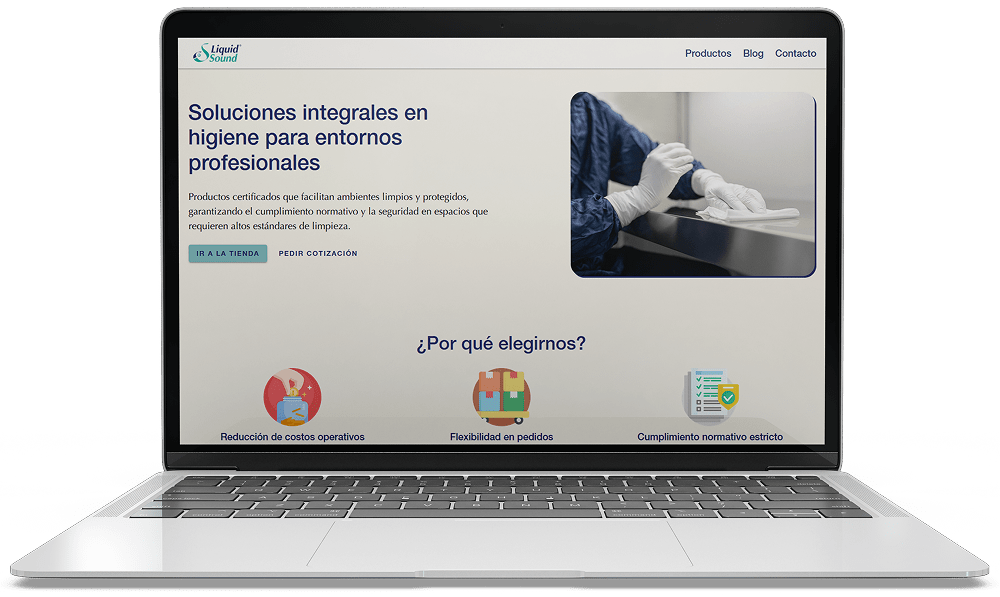 Liquid
Sound
Productos Blog Contacto
Soluciones integrales en
higiene para entornos
profesionales
Productos certificados que facilitan ambientes limpios y protegidos,
garantizando el cumplimiento normativo y la seguridad en espacios que
requieren altos estándares de limpieza.
IR A LA TIENDA PEDIR COTIZACIÓN
¿Por qué elegirnos?
Reducción de costos operativos Flexibilidad en pedidos Cumplimiento normativo estricto